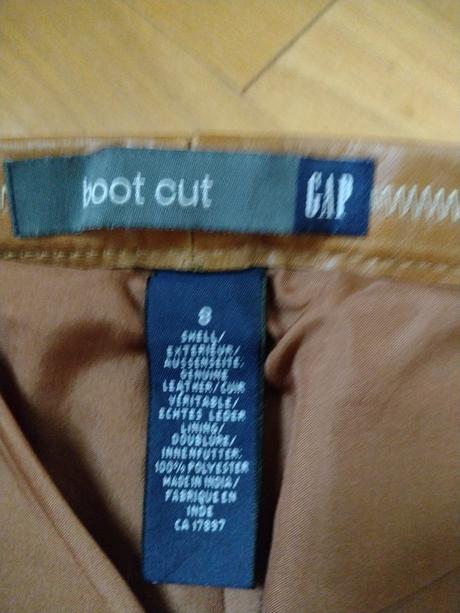 boot cut GAP
8
SHELL/
EXTERIEUR/
AUSSENSEITE:
GENUINE
LEATHER/CUIR
VERITABLE/
ECHTES LEDER
LINING/
DOUBLURE/
INNENFUTTER:
100% POLYESTER
MADE IN INDIA/
FABRIQUE EN
INDE
CA 17897